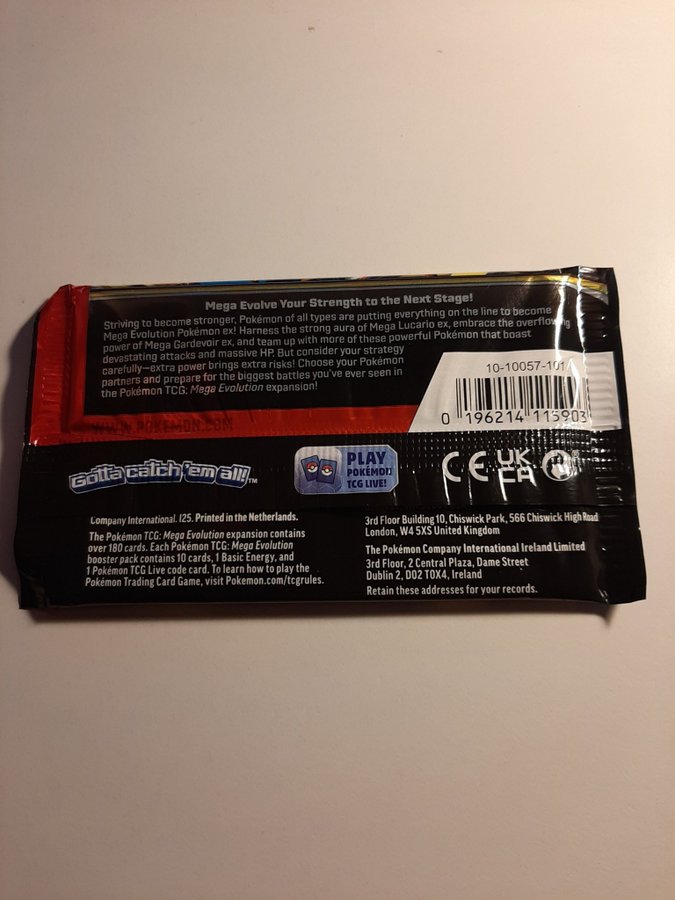 Mega Evolve Your Strength to the Next Stage!
Striving to become stronger, Pokémon of all types are putting everything on the line to become
Mega Evolution Pokémon ex! Harness the strong aura of Mega Lucario ex, embrace the overflowing
power of Mega Gardevoir ex, and team up with more of these powerful Pokémon that boast
devastating attacks and massive HP. But consider your strategy
carefully—extra power brings extra risks! Choose your Pokémon
partners and prepare for the biggest battles you've ever seen in
the Pokémon TCG: Mega Evolution expansion!
10-10057-101
0 196214 115903
WWW.POKEMON.COM
Gotta catch 'em all!™
PLAY
POKÉMON
TCG LIVE!
CE
UK
CA
Company International. I25. Printed in the Netherlands.
The Pokémon TCG: Mega Evolution expansion contains
over 180 cards. Each Pokémon TCG: Mega Evolution
booster pack contains 10 cards, 1 Basic Energy, and
1 Pokémon TCG Live code card. To learn how to play the
Pokémon Trading Card Game, visit Pokemon.com/tcgrules.
3rd Floor Building 10, Chiswick Park, 566 Chiswick High Road
London, W4 5XS United Kingdom
The Pokémon Company International Ireland Limited
3rd Floor, 2 Central Plaza, Dame Street
Dublin 2, D02 T0X4, Ireland
Retain these addresses for your records.